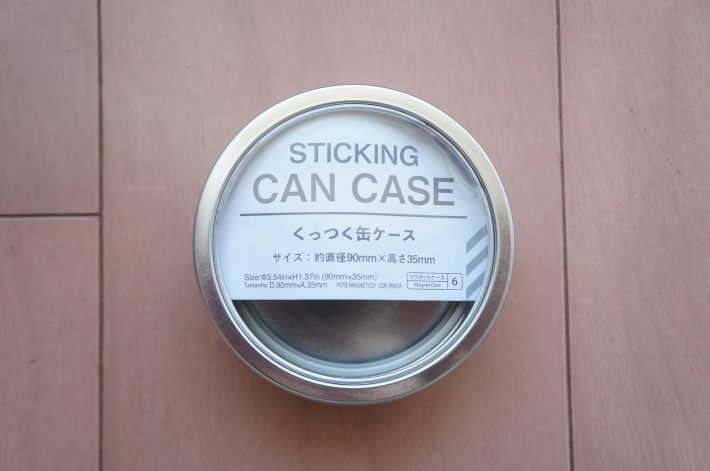 STICKING
CAN CASE
くっつく缶ケース
サイズ：約直径90mm×高さ35mm
Size:Φ3.54in×H1.37in (90mm×35mm)
Tamanho:D.90mm×A.35mm POTE MAGNÉTICO- COR: PRATA-
マグネットケース
Magnet Case
6